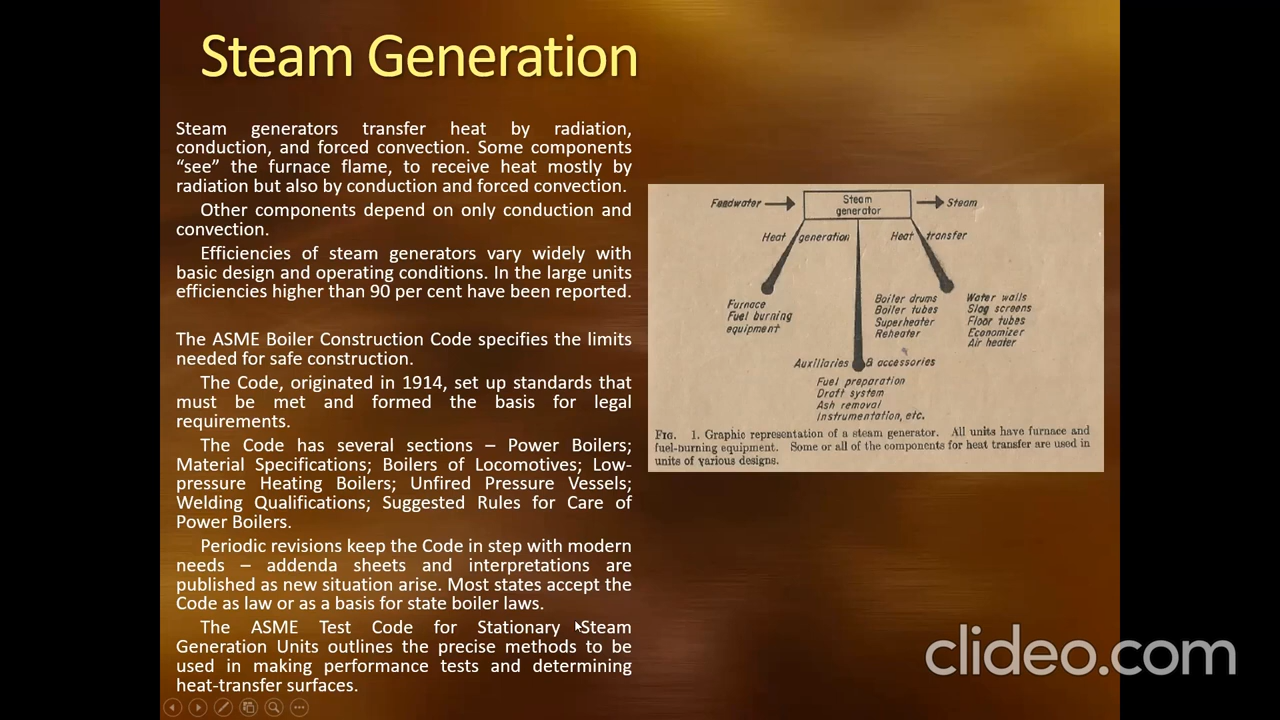 Steam Generation
Steam generators transfer heat by radiation,
conduction, and forced convection. Some components
“see” the furnace flame, to receive heat mostly by
radiation but also by conduction and forced convection.
Other components depend on only conduction and
convection.
Efficiencies of steam generators vary widely with
basic design and operating conditions. In the large units
efficiencies higher than 90 per cent have been reported.
The ASME Boiler Construction Code specifies the limits
needed for safe construction.
The Code, originated in 1914, set up standards that
must be met and formed the basis for legal
requirements.
The Code has several sections – Power Boilers;
Material Specifications; Boilers of Locomotives; Low-
pressure Heating Boilers; Unfired Pressure Vessels;
Welding Qualifications; Suggested Rules for Care of
Power Boilers.
Periodic revisions keep the Code in step with modern
needs – addenda sheets and interpretations are
published as new situation arise. Most states accept the
Code as law or as a basis for state boiler laws.
The ASME Test Code for Stationary Steam
Generation Units outlines the precise methods to be
used in making performance tests and determining
heat-transfer surfaces.
Feedwater
Steam
generator
Steam
Heat generation
Heat transfer
Furnace
Fuel burning
equipment
Boiler drums
Boiler tubes
Superheater
Reheater
Water walls
Slag screens
Floor tubes
Economizer
Air heater
Auxiliaries & accessories
Fuel preparation
Draft system
Ash removal
Instrumentation, etc.
FIG. 1. Graphic representation of a steam generator. All units have furnace and
fuel-burning equipment. Some or all of the components for heat transfer are used in
units of various designs.
clideo.com